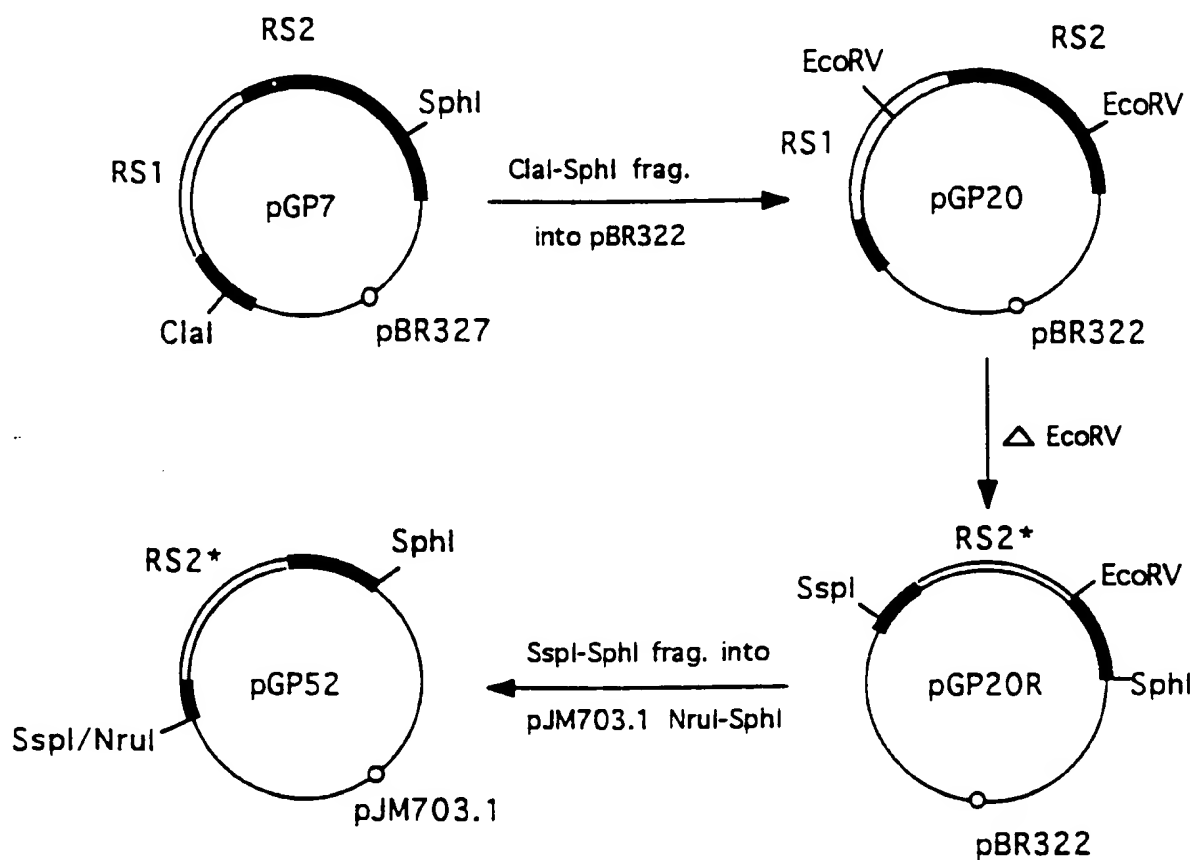 RS2
SphI
RS1
pGP7
ClaI
pBR327
ClaI-SphI frag.
into pBR322
RS2
EcoRV
EcoRV
RS1
pGP20
pBR322
△ EcoRV
RS2*
SspI
EcoRV
pGP20R
SphI
pBR322
SspI-SphI frag. into
pJM703.1 NruI-SphI
RS2*
SphI
pGP52
SspI/NruI
pJM703.1